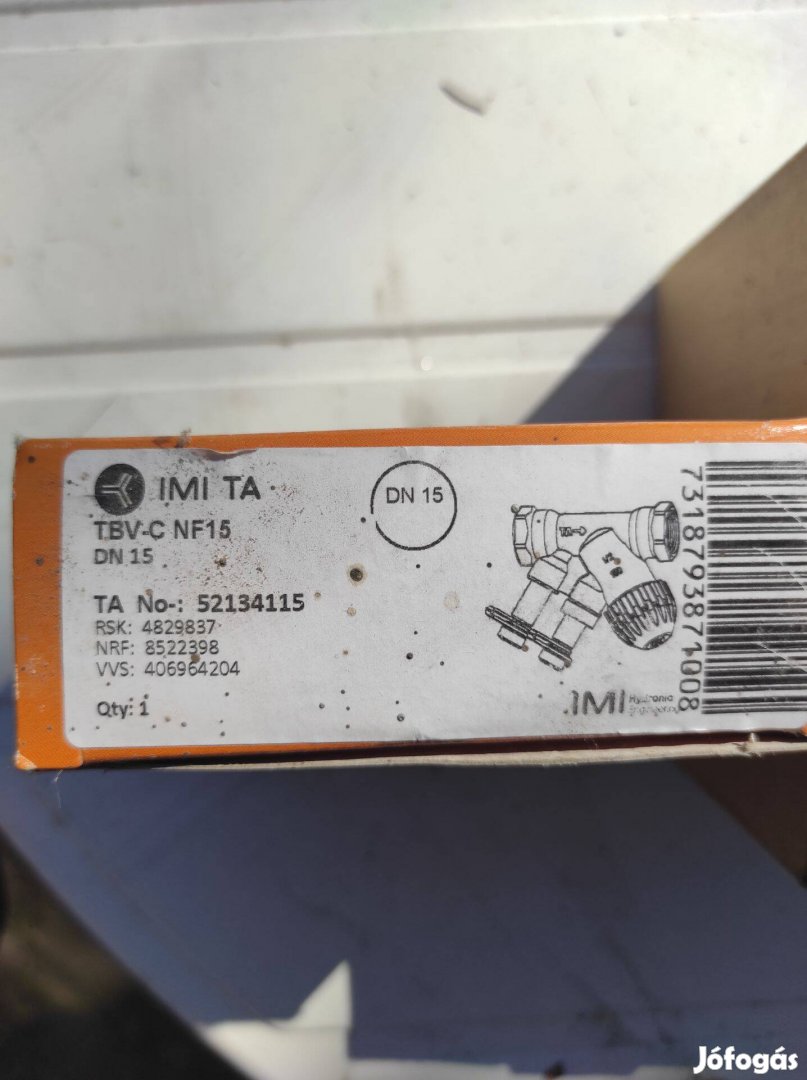 IMI TA
TBV-C NF15
DN 15
DN 15
TA No-: 52134115
RSK: 4829837
NRF: 8522398
VVS: 406964204
Qty: 1
IMI
Hydronic
7318793871008
Jófogás